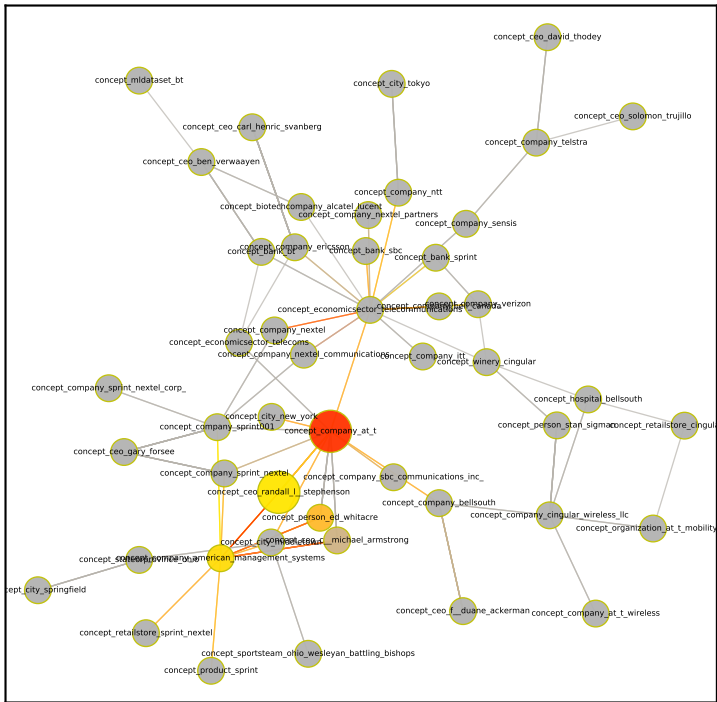 concept_ceo_david_thodey
concept_mldataset_bt
concept_city_tokyo
concept_ceo_solomon_trujillo
concept_ceo_carl_henric_svanberg
concept_company_telstra
concept_ceo_ben_verwaayen
concept_company_ntt
concept_biotechcompany_alcatel_lucent
concept_company_nextel_partners
concept_company_sensis
concept_company_ericsson
concept_bank_bt
concept_bank_sbc
concept_bank_sprint
concept_economicsector_telecommunications
concept_company_verizon
concept_company_nextel
concept_economicsector_telecoms
concept_company_nextel_communications
concept_company_itt
concept_winery_cingular
concept_company_sprint_nextel_corp_
concept_hospital_bellsouth
concept_city_new_york
concept_company_sprint001
concept_company_at_t
concept_person_stan_sigman
concept_retailstore_cingula
concept_ceo_gary_forsee
concept_company_sprint_nextel
concept_company_sbc_communications_inc_
concept_ceo_randall_l__stephenson
concept_company_bellsouth
concept_person_ed_whitacre
concept_company_cingular_wireless_llc
concept_organization_at_t_mobility
concept_ceo_c__michael_armstrong
concept_company_american_management_systems
cept_city_springfield
concept_ceo_f__duane_ackerman
concept_company_at_t_wireless
concept_retailstore_sprint_nextel
concept_sportsteam_ohio_wesleyan_battling_bishops
concept_product_sprint